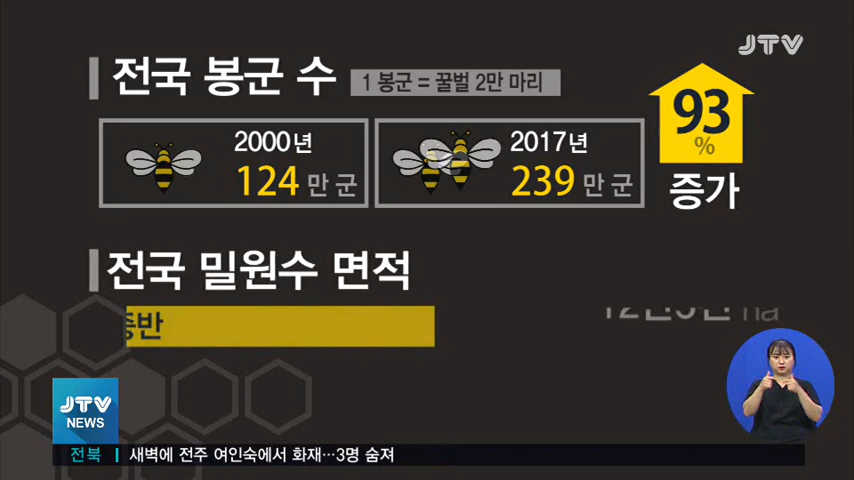 JTV
전국 봉군 수
1 봉군 = 꿀벌 2만 마리
93
%
증가
2000년
124 만 군
2017년
239 만 군
전국 밀원수 면적
중반
ha
JTV
NEWS
전북 | 새벽에 전주 여인숙에서 화재…3명 숨져